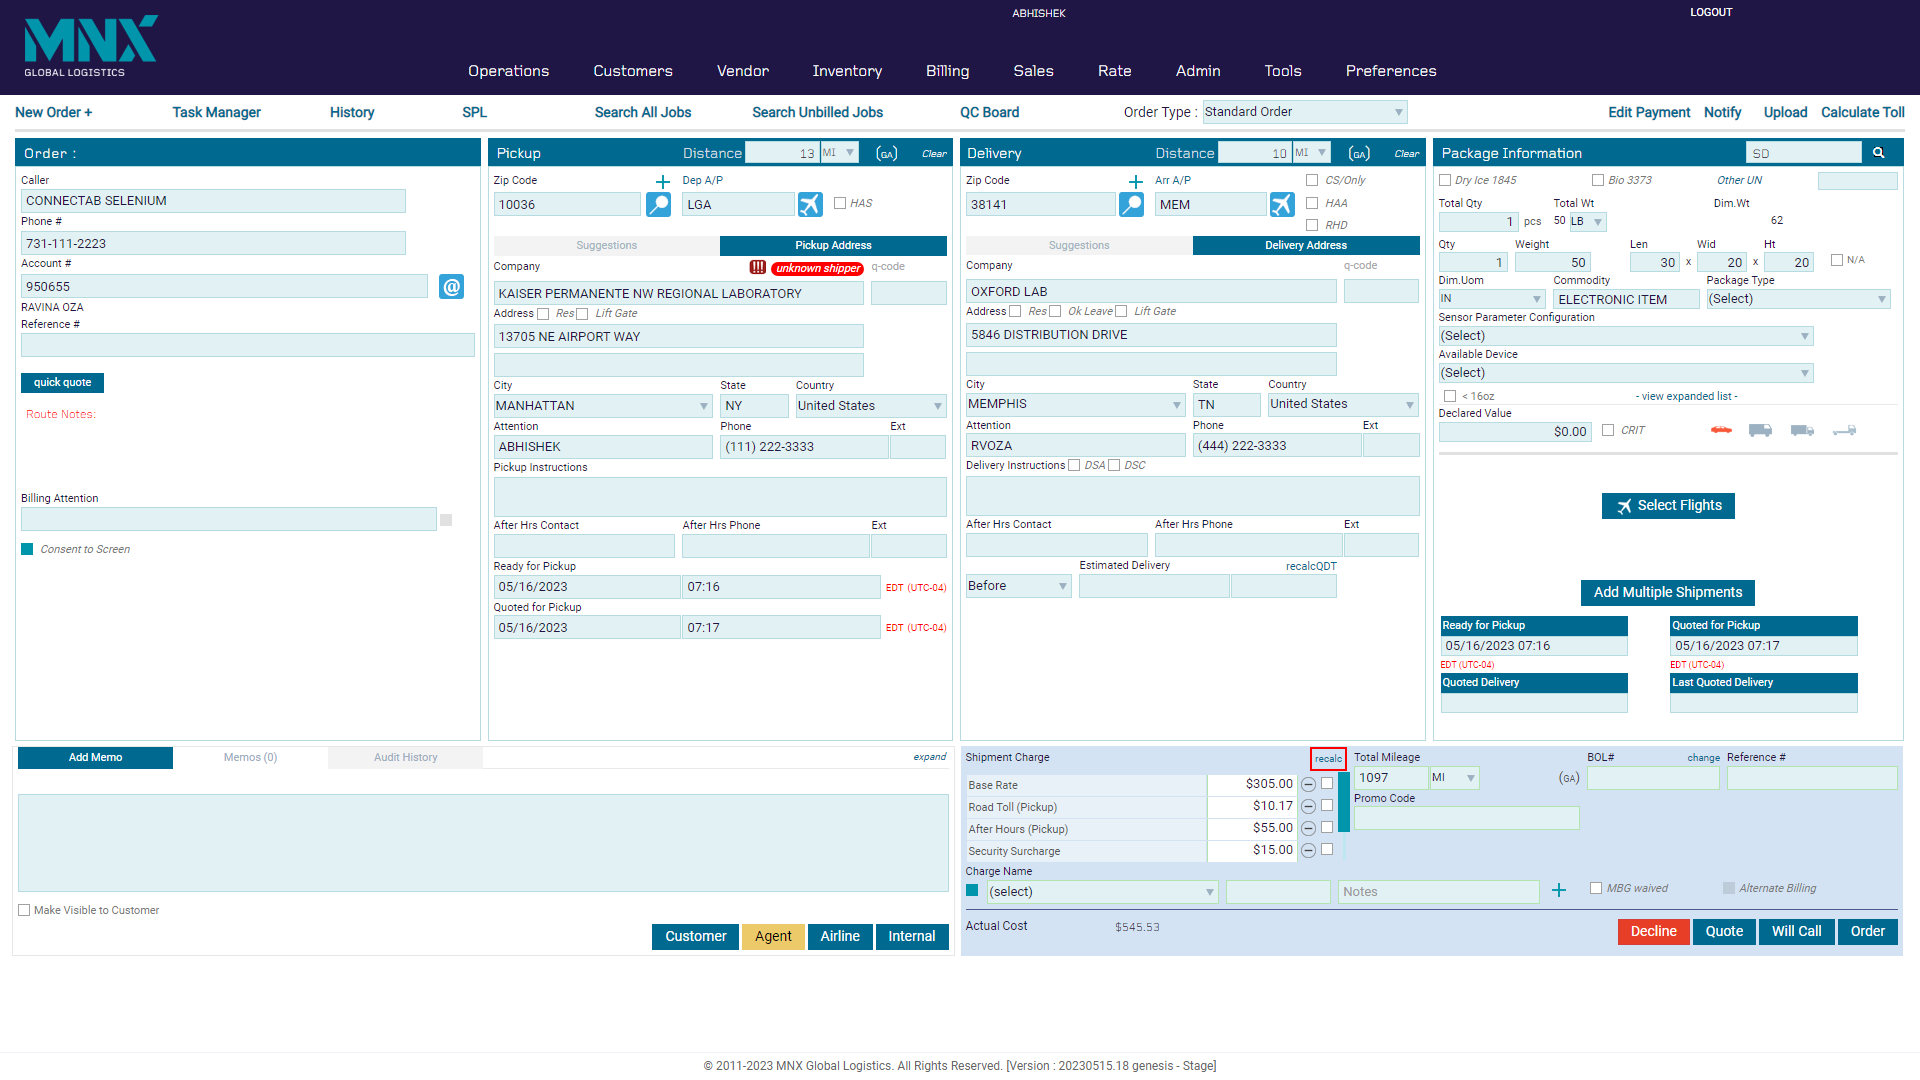 MNX
GLOBAL LOGISTICS
ABHISHEK
LOGOUT
Operations Customers Vendor Inventory Billing Sales Rate Admin Tools Preferences
New Order + Task Manager History SPL Search All Jobs Search Unbilled Jobs QC Board Order Type : Standard Order Edit Payment Notify Upload Calculate Toll
Order :
Caller
CONNECTAB SELENIUM
Phone #
731-111-2223
Account #
950655 @
RAVINA OZA
Reference #
quick quote
Route Notes:
Billing Attention
Consent to Screen
Pickup Distance 13 MI (GA) Clear
Zip Code Dep A/P
10036 LGA HAS
Suggestions Pickup Address
Company unknown shipper q-code
KAISER PERMANENTE NW REGIONAL LABORATORY
Address Res Lift Gate
13705 NE AIRPORT WAY
City State Country
MANHATTAN NY United States
Attention Phone Ext
ABHISHEK (111) 222-3333
Pickup Instructions
After Hrs Contact After Hrs Phone Ext
Ready for Pickup
05/16/2023 07:16 EDT (UTC-04)
Quoted for Pickup
05/16/2023 07:17 EDT (UTC-04)
Delivery Distance 10 MI (GA) Clear
Zip Code Arr A/P CS/Only
38141 MEM HAA
RHD
Suggestions Delivery Address
Company q-code
OXFORD LAB
Address Res Ok Leave Lift Gate
5846 DISTRIBUTION DRIVE
City State Country
MEMPHIS TN United States
Attention Phone Ext
RVOZA (444) 222-3333
Delivery Instructions DSA DSC
After Hrs Contact After Hrs Phone Ext
Estimated Delivery recalcQDT
Before
Package Information SD
Dry Ice 1845 Bio 3373 Other UN
Total Qty Total Wt Dim.Wt
1 pcs 50 LB 62
Qty Weight Len Wid Ht
1 50 30 x 20 x 20 N/A
Dim.Uom Commodity Package Type
IN ELECTRONIC ITEM (Select)
Sensor Parameter Configuration
(Select)
Available Device
(Select)
< 16oz - view expanded list -
Declared Value
$0.00 CRIT
Select Flights
Add Multiple Shipments
Ready for Pickup Quoted for Pickup
05/16/2023 07:16 05/16/2023 07:17
EDT (UTC-04) EDT (UTC-04)
Quoted Delivery Last Quoted Delivery
Add Memo Memos (0) Audit History expand
Make Visible to Customer
Customer Agent Airline Internal
Shipment Charge recalc Total Mileage BOL# change Reference #
Base Rate $305.00 1097 MI (GA)
Road Toll (Pickup) $10.17 Promo Code
After Hours (Pickup) $55.00
Security Surcharge $15.00
Charge Name
(select) Notes MBG waived Alternate Billing
Actual Cost $545.53 Decline Quote Will Call Order
© 2011-2023 MNX Global Logistics. All Rights Reserved. [Version : 20230515.18 genesis - Stage]